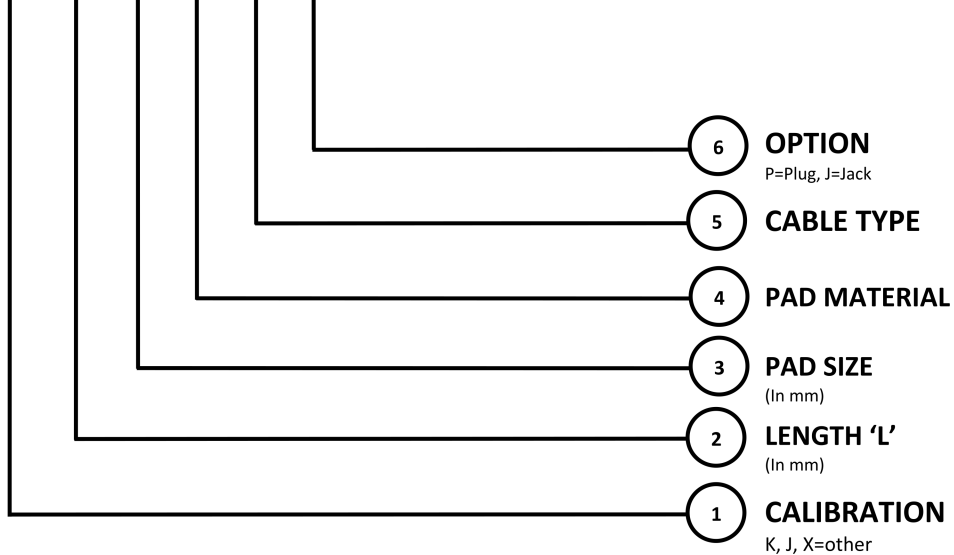 6 OPTION
P=Plug, J=Jack
5 CABLE TYPE
4 PAD MATERIAL
3 PAD SIZE
(In mm)
2 LENGTH ‘L’
(In mm)
1 CALIBRATION
K, J, X=other